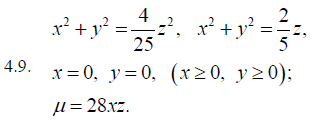 x² + y² = 4/25 z², x² + y² = 2/5 z,
4.9. x = 0, y = 0, (x ≥ 0, y ≥ 0);
μ = 28xz.